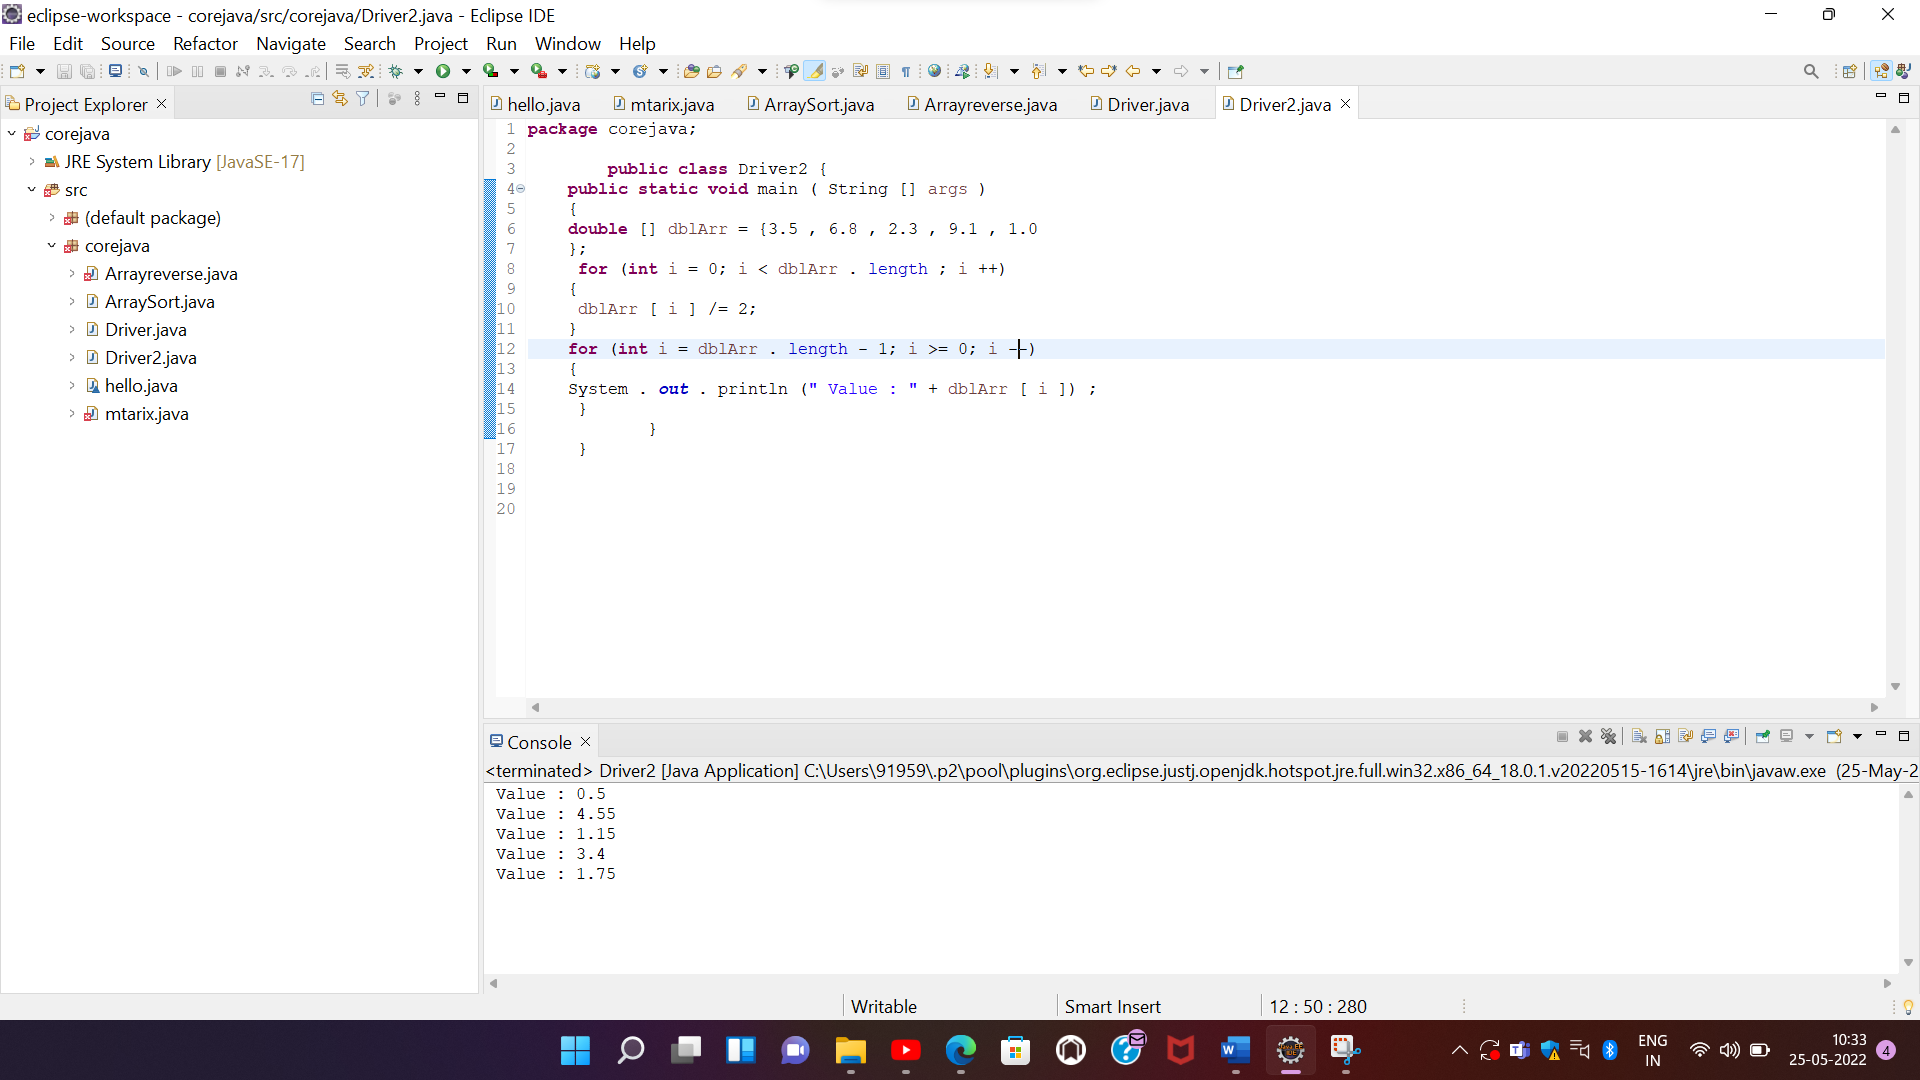 eclipse-workspace - corejava/src/corejava/Driver2.java - Eclipse IDE
File Edit Source Refactor Navigate Search Project Run Window Help
Project Explorer
corejava
JRE System Library [JavaSE-17]
src
(default package)
corejava
Arrayreverse.java
ArraySort.java
Driver.java
Driver2.java
hello.java
mtarix.java
hello.java mtarix.java ArraySort.java Arrayreverse.java Driver.java Driver2.java
1 package corejava;
2
3 public class Driver2 {
4 public static void main ( String [] args )
5 {
6 double [] dblArr = {3.5 , 6.8 , 2.3 , 9.1 , 1.0
7 };
8 for (int i = 0; i < dblArr . length ; i ++)
9 {
10 dblArr [ i ] /= 2;
11 }
12 for (int i = dblArr . length - 1; i >= 0; i --)
13 {
14 System . out . println (" Value : " + dblArr [ i ]) ;
15 }
16 }
17 }
18
19
20
Console
<terminated> Driver2 [Java Application] C:\Users\91959\.p2\pool\plugins\org.eclipse.justj.openjdk.hotspot.jre.full.win32.x86_64_18.0.1.v20220515-1614\jre\bin\javaw.exe (25-May-2
Value : 0.5
Value : 4.55
Value : 1.15
Value : 3.4
Value : 1.75
Writable Smart Insert 12 : 50 : 280
ENG
IN
10:33
25-05-2022
4